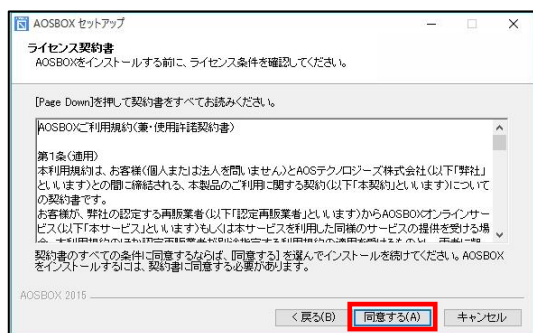 AOSBOX セットアップ
ライセンス契約書
AOSBOXをインストールする前に、ライセンス条件を確認してください。
[Page Down]を押して契約書をすべてお読みください。
AOSBOXご利用規約(兼・使用許諾契約書)
第1条(適用)
本利用規約は、お客様(個人または法人を問いません)とAOSテクノロジーズ株式会社(以下「弊社」
といいます)との間に締結される、本製品のご利用に関する契約(以下「本契約」といいます)について
の契約書です。
お客様が、弊社の認定する再販業者(以下「認定再販業者」といいます)からAOSBOXオンラインサー
ビス(以下「本サービス」といいます)もしくは本サービスを利用した同様のサービスの提供を受ける場
契約書のすべての条件に同意するならば、[同意する] を選んでインストールを続けてください。AOSBOX
をインストールするには、契約書に同意する必要があります。
AOSBOX 2015
< 戻る(B)
同意する(A)
キャンセル